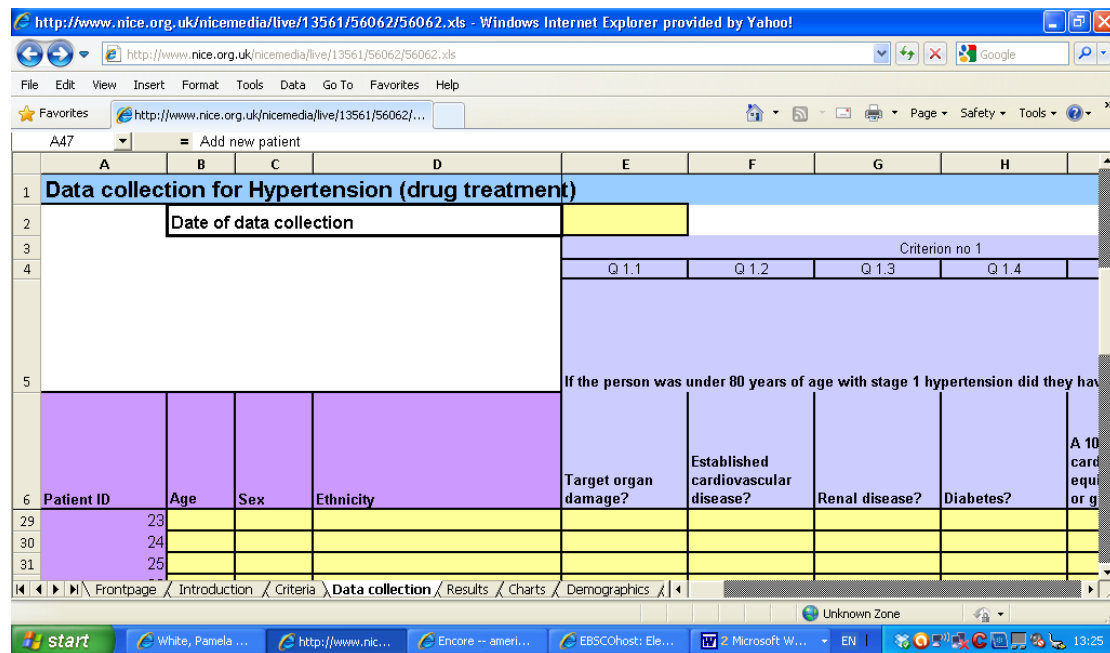 http://www.nice.org.uk/nicemedia/live/13561/56062/56062.xls - Windows Internet Explorer provided by Yahoo!
http://www.nice.org.uk/nicemedia/live/13561/56062/56062.xls
Google
File Edit View Insert Format Tools Data Go To Favorites Help
Favorites http://www.nice.org.uk/nicemedia/live/13561/56062/... Page Safety Tools
A47 = Add new patient
A B C D E F G H
1 Data collection for Hypertension (drug treatment)
2 Date of data collection
3 Criterion no 1
4 Q 1.1 Q 1.2 Q 1.3 Q 1.4
5 If the person was under 80 years of age with stage 1 hypertension did they hav
6 Patient ID Age Sex Ethnicity Target organ damage? Established cardiovascular disease? Renal disease? Diabetes? A 10 card equi or g
29 23
30 24
31 25
Frontpage Introduction Criteria Data collection Results Charts Demographics
Unknown Zone
start White, Pamela ... http://www.nic... Encore -- ameri... EBSCOhost: Ele... 2 Microsoft W... EN 13:25